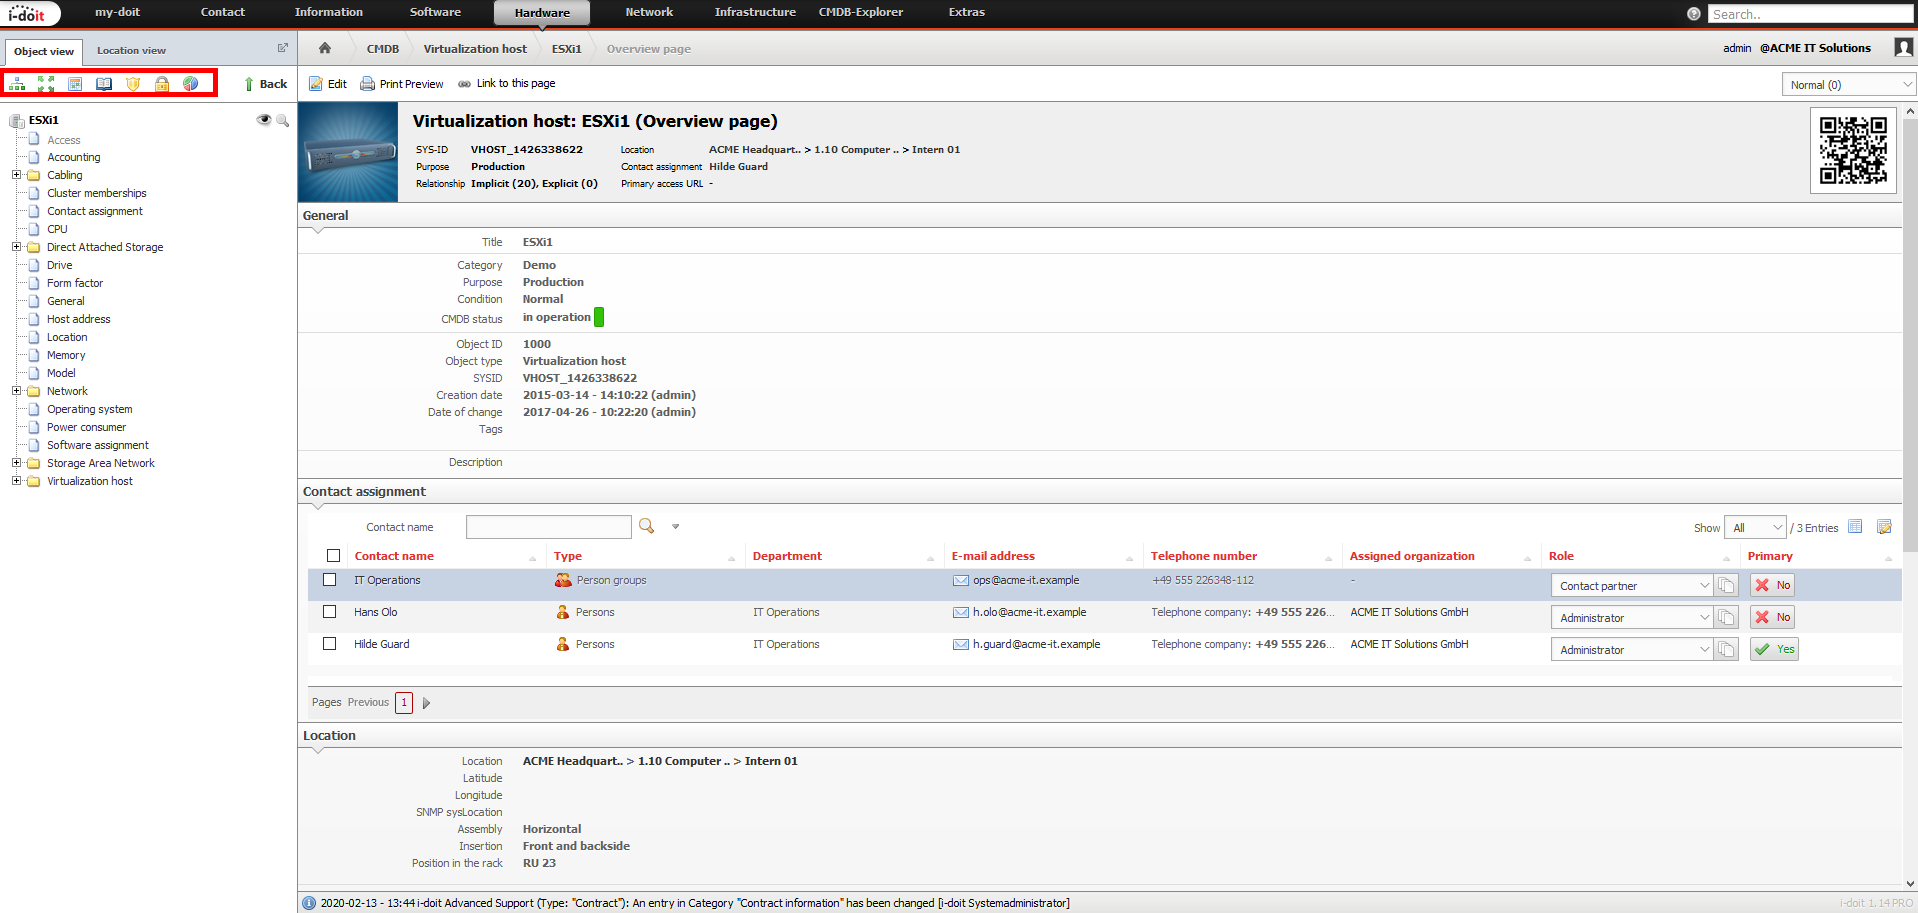 i-doit my-doit Contact Information Software Hardware Network Infrastructure CMDB-Explorer Extras Search..
Object view Location view CMDB Virtualization host ESXi1 Overview page admin @ACME IT Solutions
Back Edit Print Preview Link to this page Normal (0)
ESXi1
Access
Accounting
Cabling
Cluster memberships
Contact assignment
CPU
Direct Attached Storage
Drive
Form factor
General
Host address
Location
Memory
Model
Network
Operating system
Power consumer
Software assignment
Storage Area Network
Virtualization host
Virtualization host: ESXi1 (Overview page)
SYS-ID VHOST_1426338622 Location ACME Headquart.. > 1.10 Computer .. > Intern 01
Purpose Production Contact assignment Hilde Guard
Relationship Implicit (20), Explicit (0) Primary access URL -
General
Title ESXi1
Category Demo
Purpose Production
Condition Normal
CMDB status in operation
Object ID 1000
Object type Virtualization host
SYSID VHOST_1426338622
Creation date 2015-03-14 - 14:10:22 (admin)
Date of change 2017-04-26 - 10:22:20 (admin)
Tags
Description
Contact assignment
Contact name Show All / 3 Entries
Contact name Type Department E-mail address Telephone number Assigned organization Role Primary
IT Operations Person groups ops@acme-it.example +49 555 226348-112 - Contact partner No
Hans Olo Persons IT Operations h.olo@acme-it.example Telephone company: +49 555 226... ACME IT Solutions GmbH Administrator No
Hilde Guard Persons IT Operations h.guard@acme-it.example Telephone company: +49 555 226... ACME IT Solutions GmbH Administrator Yes
Pages Previous 1
Location
Location ACME Headquart.. > 1.10 Computer .. > Intern 01
Latitude
Longitude
SNMP sysLocation
Assembly Horizontal
Insertion Front and backside
Position in the rack RU 23
2020-02-13 - 13:44 i-doit Advanced Support (Type: "Contract"): An entry in Category "Contract information" has been changed [i-doit Systemadministrator] i-doit 1.14 PRO